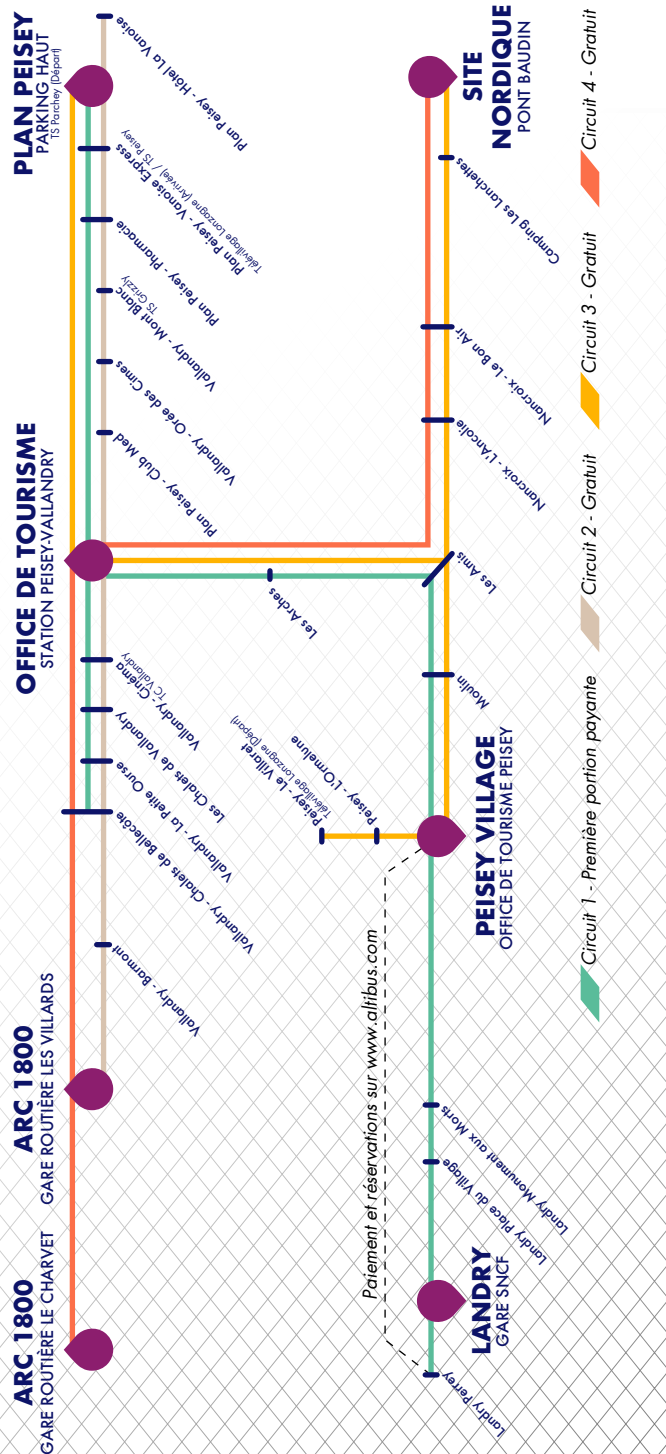 ARC 1800
GARE ROUTIÈRE LE CHARVET
ARC 1800
GARE ROUTIÈRE LES VILLARDS
OFFICE DE TOURISME
STATION PEISEY-VALLANDRY
PLAN PEISEY
PARKING HAUT
TS Parchey (Départ)
Vallandry - Barmont
Vallandry - Chalets de Bellecôte
Vallandry - La Petite Ourse
Les Chalets de Vallandry
Vallandry - Cinéma
TC Vallandry
Plan Peisey - Club Med
Vallandry - Orée des Cimes
Vallandry - Mont Blanc
TS Grizzly
Plan Peisey - Pharmacie
Plan Peisey - Vanoise Express
Télévillage Lonzagne (Arrivée) / TS Peisey
Plan Peisey - Hôtel La Vanoise
Les Arches
Peisey - Le Villaret
Télévillage Lonzagne (Départ)
Peisey - L'Ormelune
Paiement et réservations sur www.altibus.com
Landry Perrey
LANDRY
GARE SNCF
Landry Place du Village
Landry Monument aux Morts
PEISEY VILLAGE
OFFICE DE TOURISME PEISEY
Moulin
Les Amis
Nancroix - L'Ancolie
Nancroix - Le Bon Air
Camping Les Lanchettes
SITE
NORDIQUE
PONT BAUDIN
Circuit 1 - Première portion payante
Circuit 2 - Gratuit
Circuit 3 - Gratuit
Circuit 4 - Gratuit